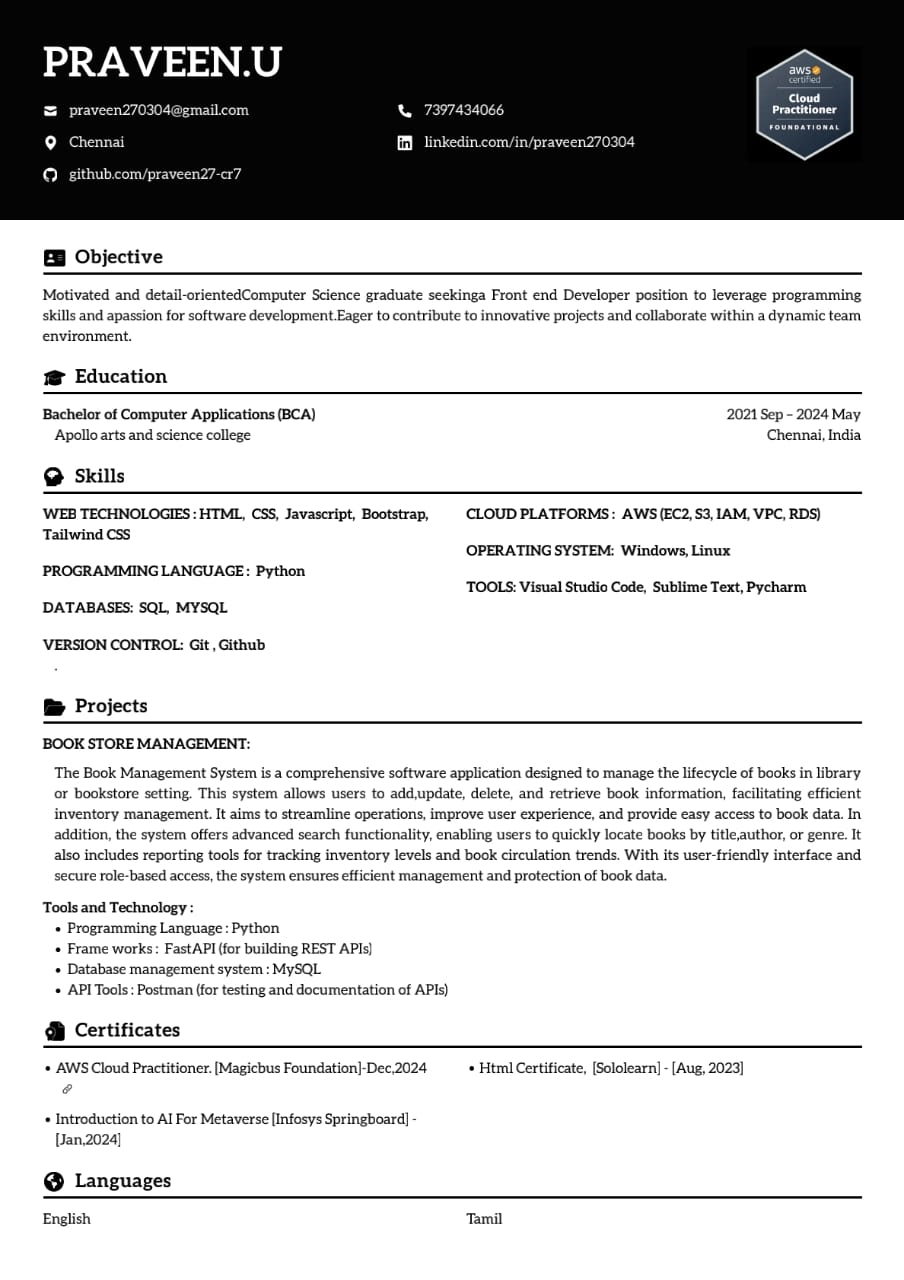 PRAVEEN.U
praveen270304@gmail.com
7397434066
Chennai
linkedin.com/in/praveen270304
github.com/praveen27-cr7
aws
certified
Cloud
Practitioner
FOUNDATIONAL
Objective
Motivated and detail-orientedComputer Science graduate seekinga Front end Developer position to leverage programming
skills and apassion for software development.Eager to contribute to innovative projects and collaborate within a dynamic team
environment.
Education
Bachelor of Computer Applications (BCA)
2021 Sep – 2024 May
Apollo arts and science college
Chennai, India
Skills
WEB TECHNOLOGIES : HTML, CSS, Javascript, Bootstrap,
Tailwind CSS
PROGRAMMING LANGUAGE : Python
DATABASES: SQL, MYSQL
VERSION CONTROL: Git , Github
.
CLOUD PLATFORMS : AWS (EC2, S3, IAM, VPC, RDS)
OPERATING SYSTEM: Windows, Linux
TOOLS: Visual Studio Code, Sublime Text, Pycharm
Projects
BOOK STORE MANAGEMENT:
The Book Management System is a comprehensive software application designed to manage the lifecycle of books in library
or bookstore setting. This system allows users to add,update, delete, and retrieve book information, facilitating efficient
inventory management. It aims to streamline operations, improve user experience, and provide easy access to book data. In
addition, the system offers advanced search functionality, enabling users to quickly locate books by title,author, or genre. It
also includes reporting tools for tracking inventory levels and book circulation trends. With its user-friendly interface and
secure role-based access, the system ensures efficient management and protection of book data.
Tools and Technology :
• Programming Language : Python
• Frame works : FastAPI (for building REST APIs)
• Database management system : MySQL
• API Tools : Postman (for testing and documentation of APIs)
Certificates
• AWS Cloud Practitioner. [Magicbus Foundation]-Dec,2024
• Introduction to AI For Metaverse [Infosys Springboard] -
[Jan,2024]
• Html Certificate, [Sololearn] - [Aug, 2023]
Languages
English
Tamil